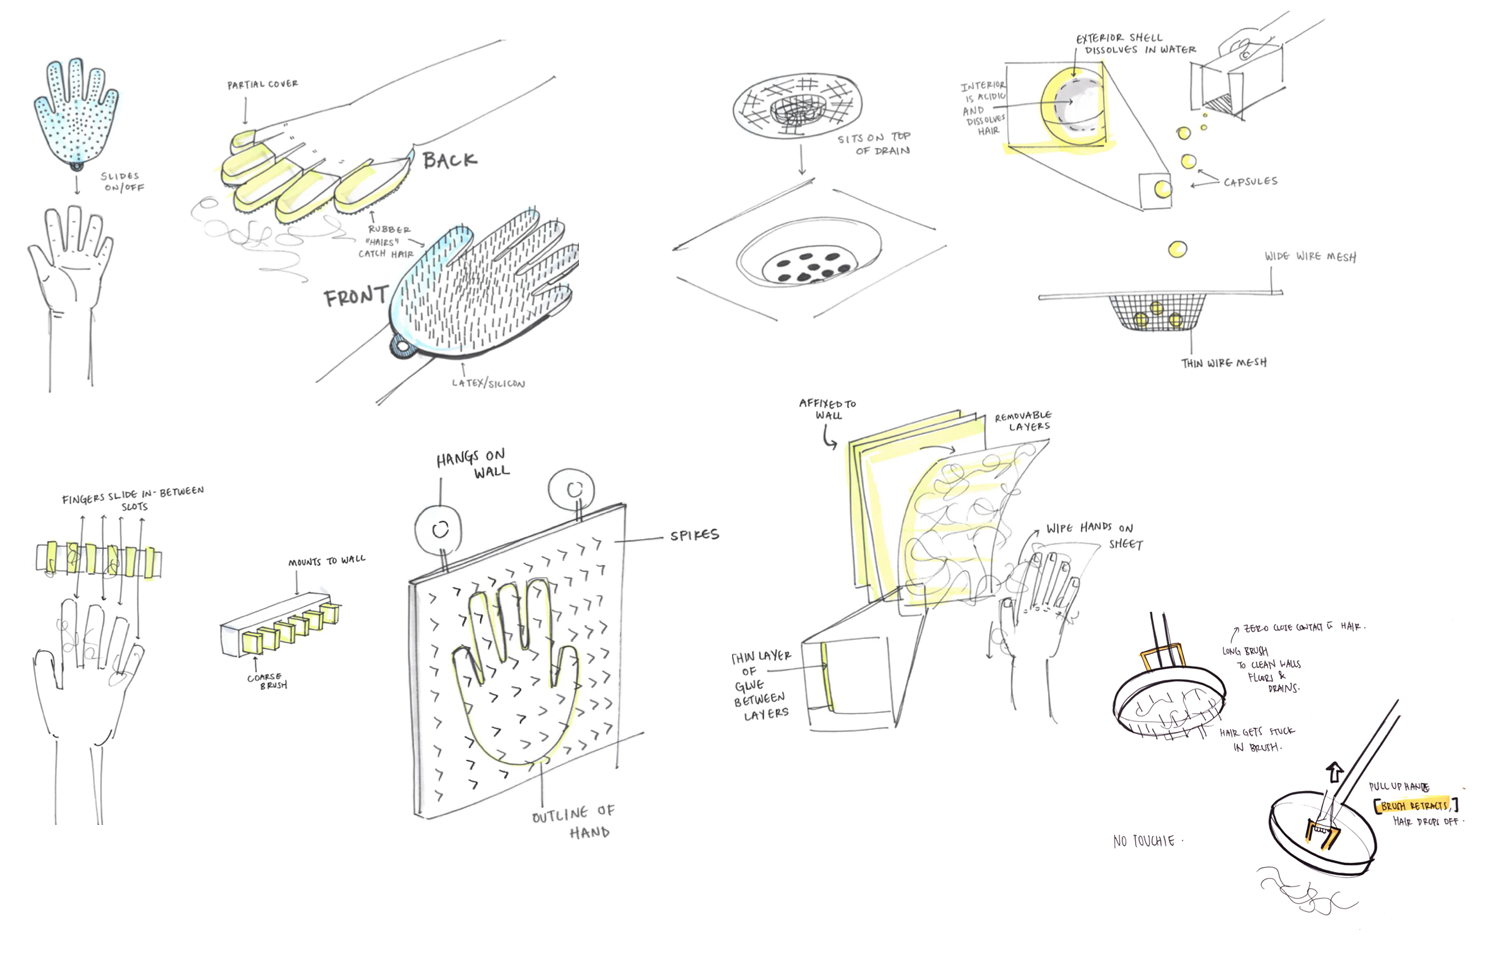 SLIDES
ON/OFF
PARTIAL COVER
BACK
RUBBER
"HAIRS"
CATCH HAIR
FRONT
LATEX/SILICON
SITS ON TOP
OF DRAIN
EXTERIOR SHELL
DISSOLVES IN WATER
INTERIOR
IS ACIDIC
AND
DISSOLVES
HAIR
CAPSULES
WIDE WIRE MESH
THIN WIRE MESH
FINGERS SLIDE IN-BETWEEN
SLOTS
MOUNTS TO WALL
COARSE
BRUSH
HANGS ON
WALL
SPIKES
OUTLINE OF
HAND
AFFIXED TO
WALL
REMOVABLE
LAYERS
WIPE HANDS ON
SHEET
THIN LAYER
OF
GLUE
BETWEEN
LAYERS
ZERO CLOTE CONTACT HAIR.
LONG BRUSH
TO CLEAN WALLS
FLOORS &
DRAINS.
HAIR GETS STUCK
IN BRUSH.
PULL UP HANDLE
[BRUSH RETRACTS,]
HAIR DROPS OFF.
NO TOUCHIE.